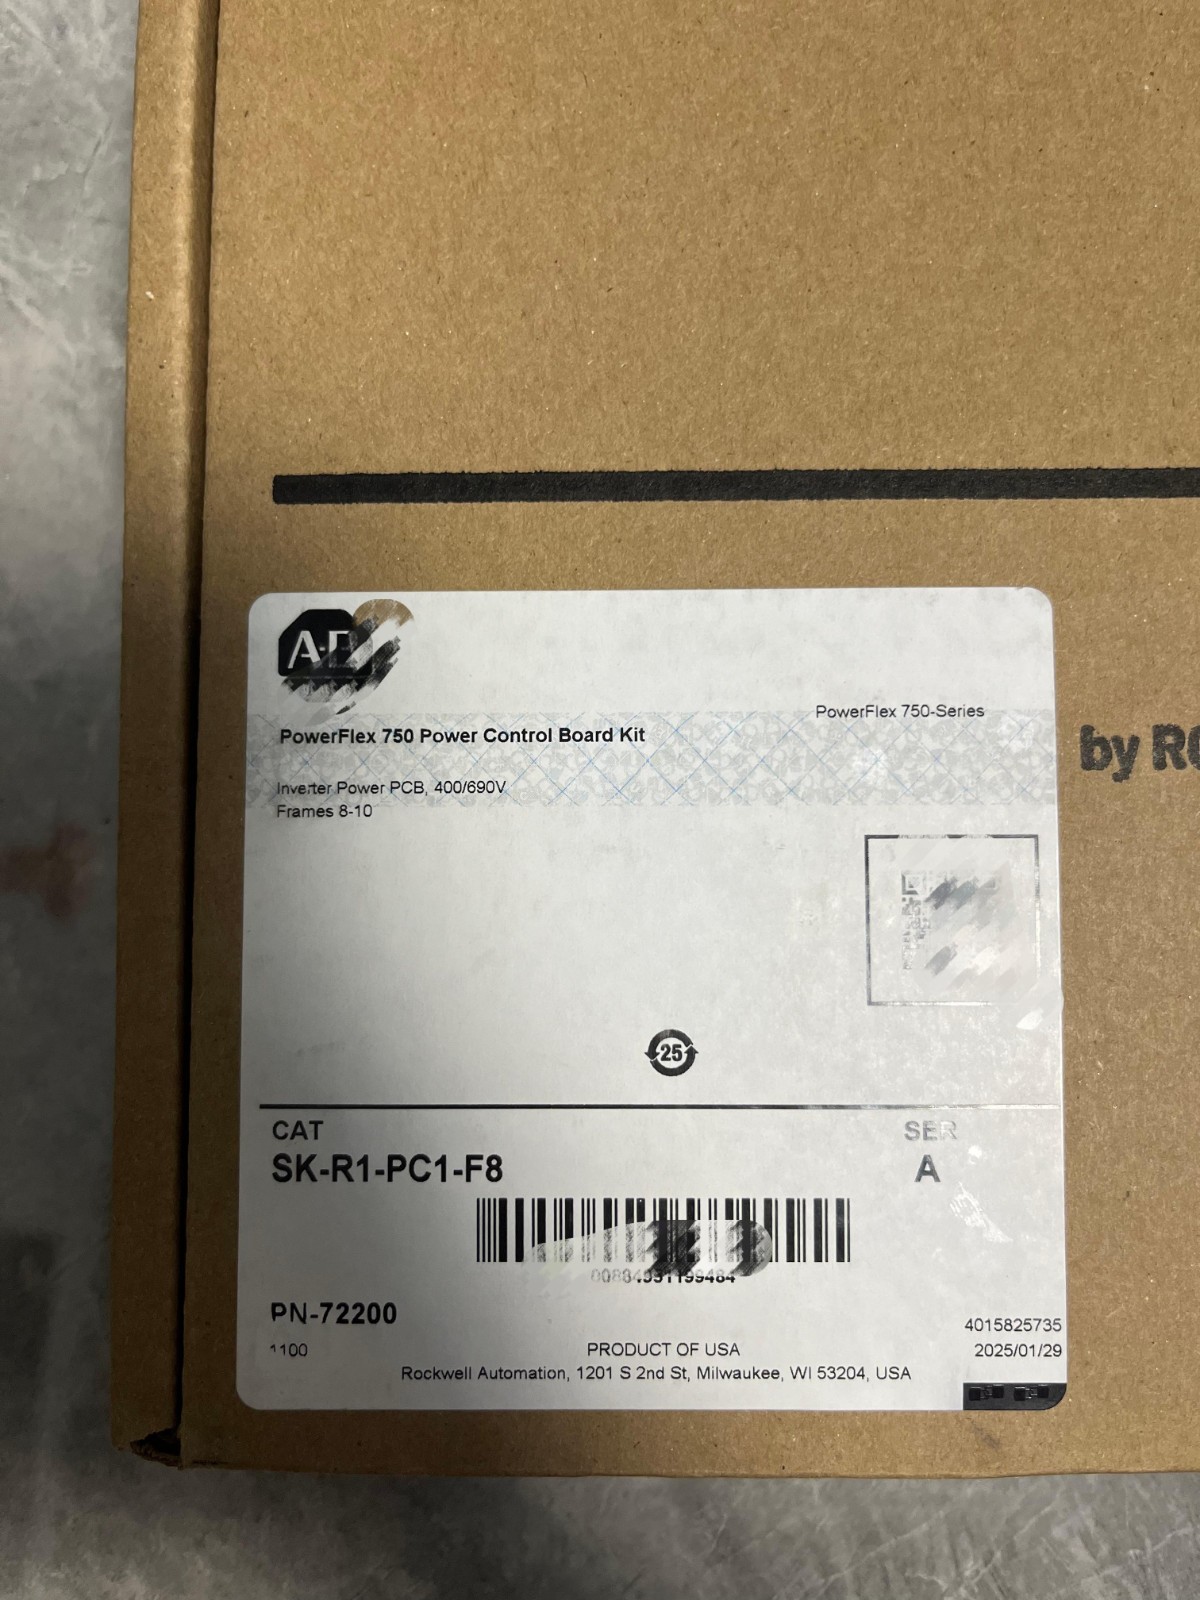 PowerFlex 750-Series
PowerFlex 750 Power Control Board Kit
Inverter Power PCB, 400/690V
Frames 8-10
by
25
CAT
SER
SK-R1-PC1-F8
A
PN-72200
4015825735
1100
PRODUCT OF USA
2025/01/29
Rockwell Automation, 1201 S 2nd St, Milwaukee, WI 53204, USA